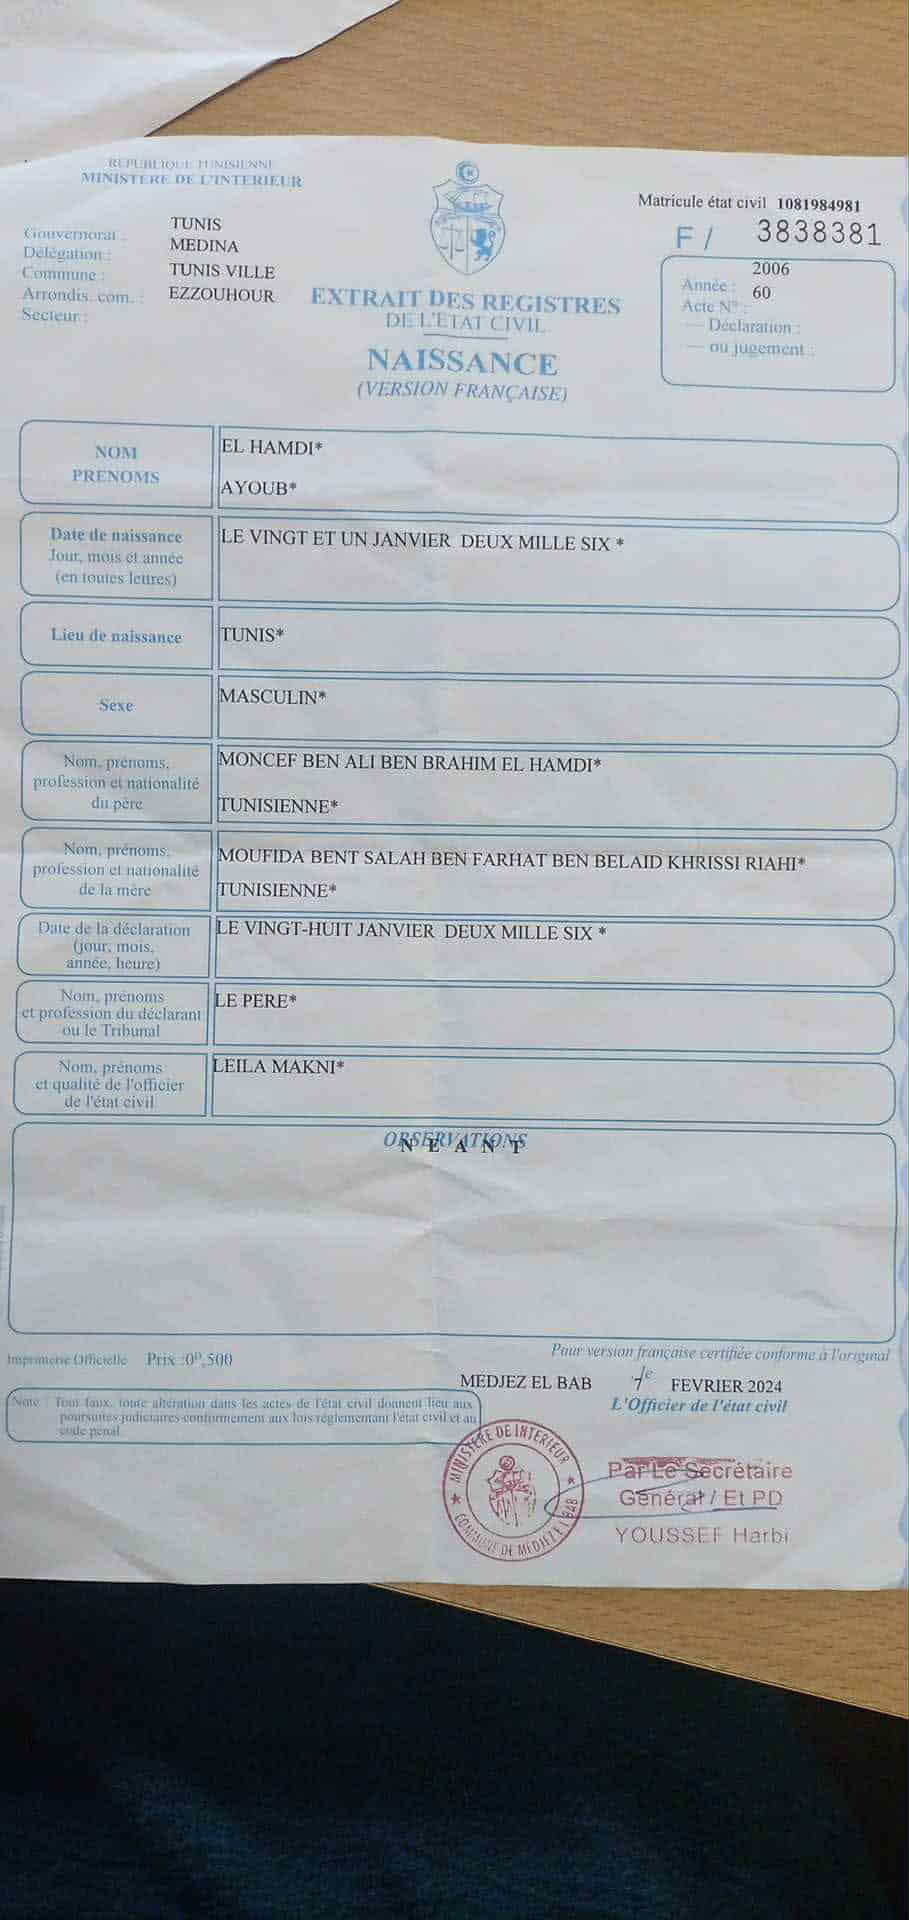 REPUBLIQUE TUNISIENNE
MINISTERE DE L'INTERIEUR
Gouvernorat : TUNIS
Délégation : MEDINA
Commune : TUNIS VILLE
Arrondis. com. : EZZOUHOUR
Secteur :
Matricule état civil 1081984981
F / 3838381
Année : 2006
Acte N° : 60
— Déclaration :
— ou jugement :
EXTRAIT DES REGISTRES
DE L'ETAT CIVIL
NAISSANCE
(VERSION FRANÇAISE)
NOM
PRENOMS
EL HAMDI*
AYOUB*
Date de naissance
Jour, mois et année
(en toutes lettres)
LE VINGT ET UN JANVIER DEUX MILLE SIX *
Lieu de naissance
TUNIS*
Sexe
MASCULIN*
Nom, prénoms,
profession et nationalité
du père
MONCEF BEN ALI BEN BRAHIM EL HAMDI*
TUNISIENNE*
Nom, prénoms,
profession et nationalité
de la mère
MOUFIDA BENT SALAH BEN FARHAT BEN BELAID KHRISSI RIAHI*
TUNISIENNE*
Date de la déclaration
(jour, mois,
année, heure)
LE VINGT-HUIT JANVIER DEUX MILLE SIX *
Nom, prénoms
et profession du déclarant
ou le Tribunal
LE PERE*
Nom, prénoms
et qualité de l'officier
de l'état civil
LEILA MAKNI*
OBSERVATIONS
N E A N T
Imprimerie Officielle Prix :0ᴰ,500
Pour version française certifiée conforme à l'original
MEDJEZ EL BAB 7 FEVRIER 2024
L'Officier de l'état civil
Note : Tout faux, toute altération dans les actes de l'état civil donnent lieu aux
poursuites judiciaires conformement aux lois réglementant l'état civil et au
code pénal.
MINISTERE DE INTERIEUR
COMMUNE DE MEDJEZ EL BAB
Par Le Secrétaire
Général / Et PD
YOUSSEF Harbi